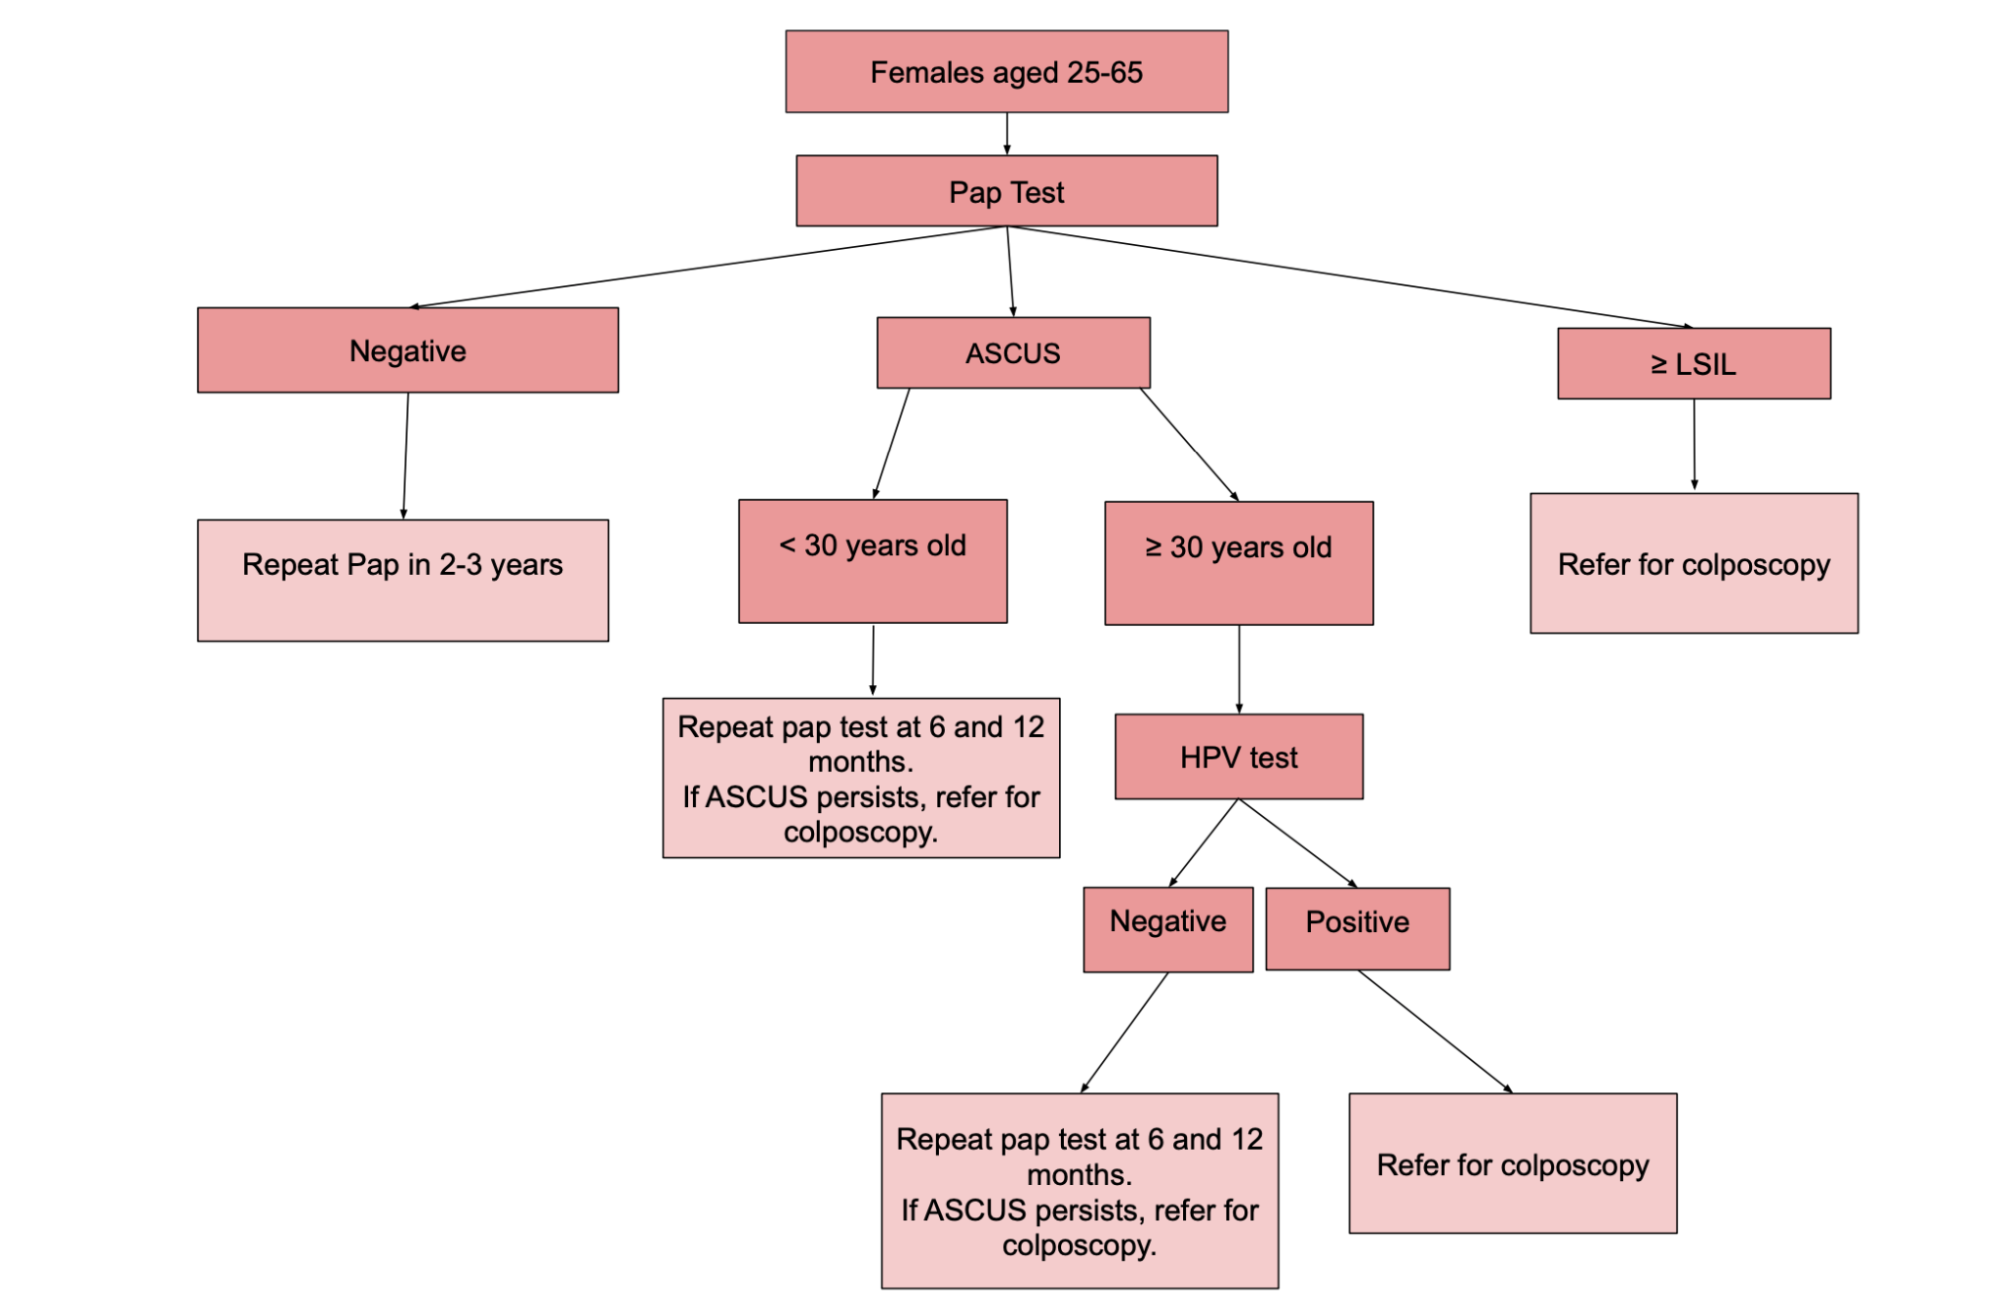 Females aged 25-65
Pap Test
Negative
ASCUS
≥ LSIL
Repeat Pap in 2-3 years
< 30 years old
≥ 30 years old
Refer for colposcopy
Repeat pap test at 6 and 12
months.
If ASCUS persists, refer for
colposcopy.
HPV test
Negative
Positive
Repeat pap test at 6 and 12
months.
If ASCUS persists, refer for
colposcopy.
Refer for colposcopy